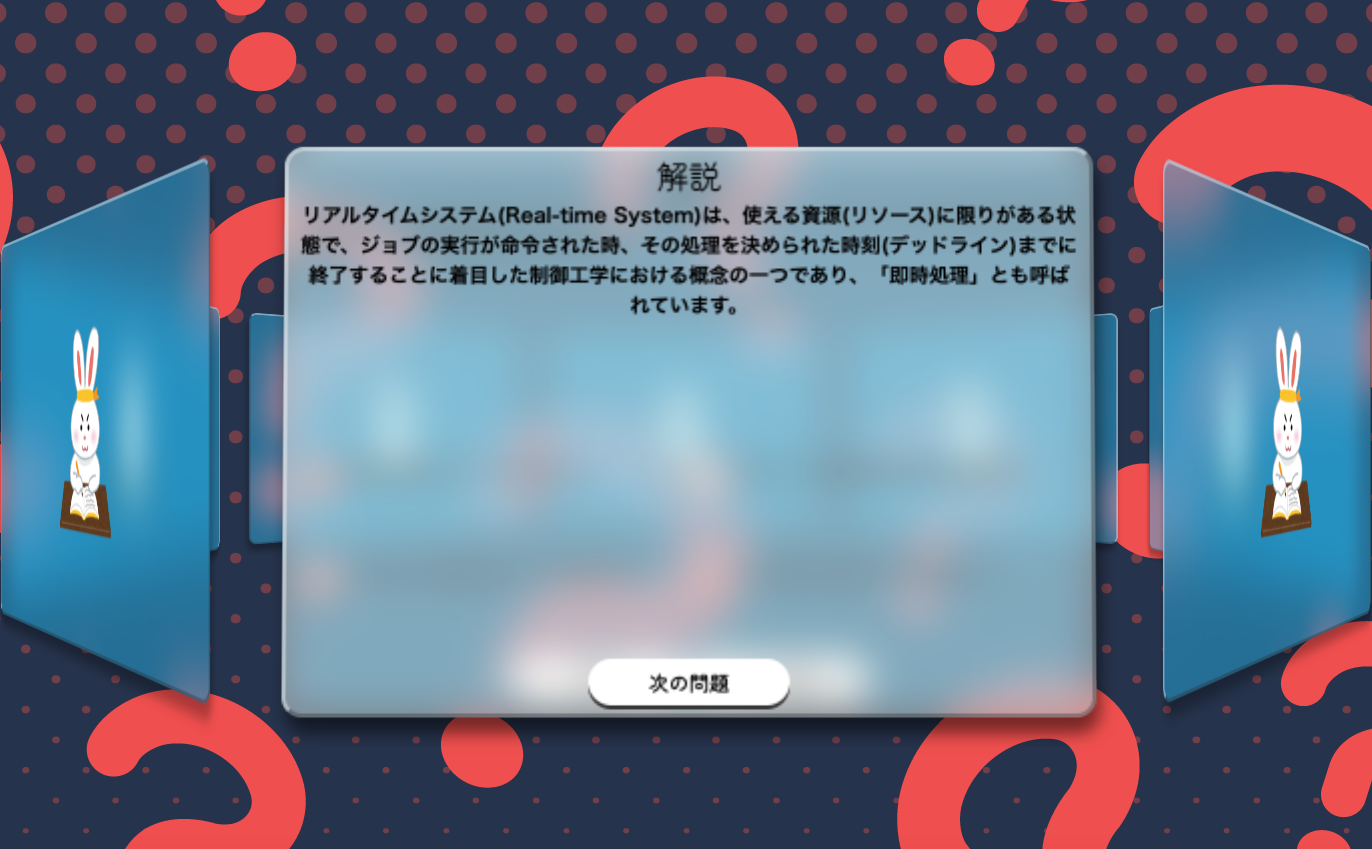 解説
リアルタイムシステム(Real-time System)は、使える資源(リソース)に限りがある状
態で、ジョブの実行が命令された時、その処理を決められた時刻(デッドライン)までに
終了することに着目した制御工学における概念の一つであり、「即時処理」とも呼ば
れています。
次の問題